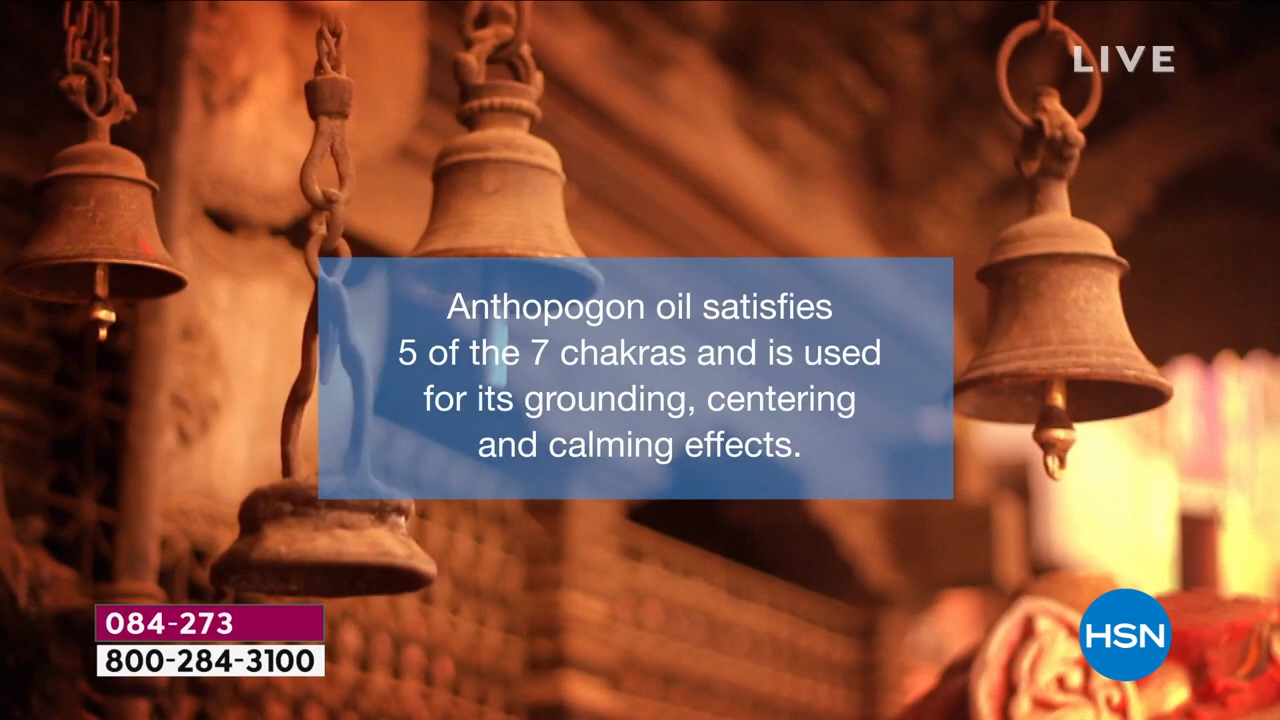 LIVE
Anthopogon oil satisfies
5 of the 7 chakras and is used
for its grounding, centering
and calming effects.
084-273
800-284-3100
HSN